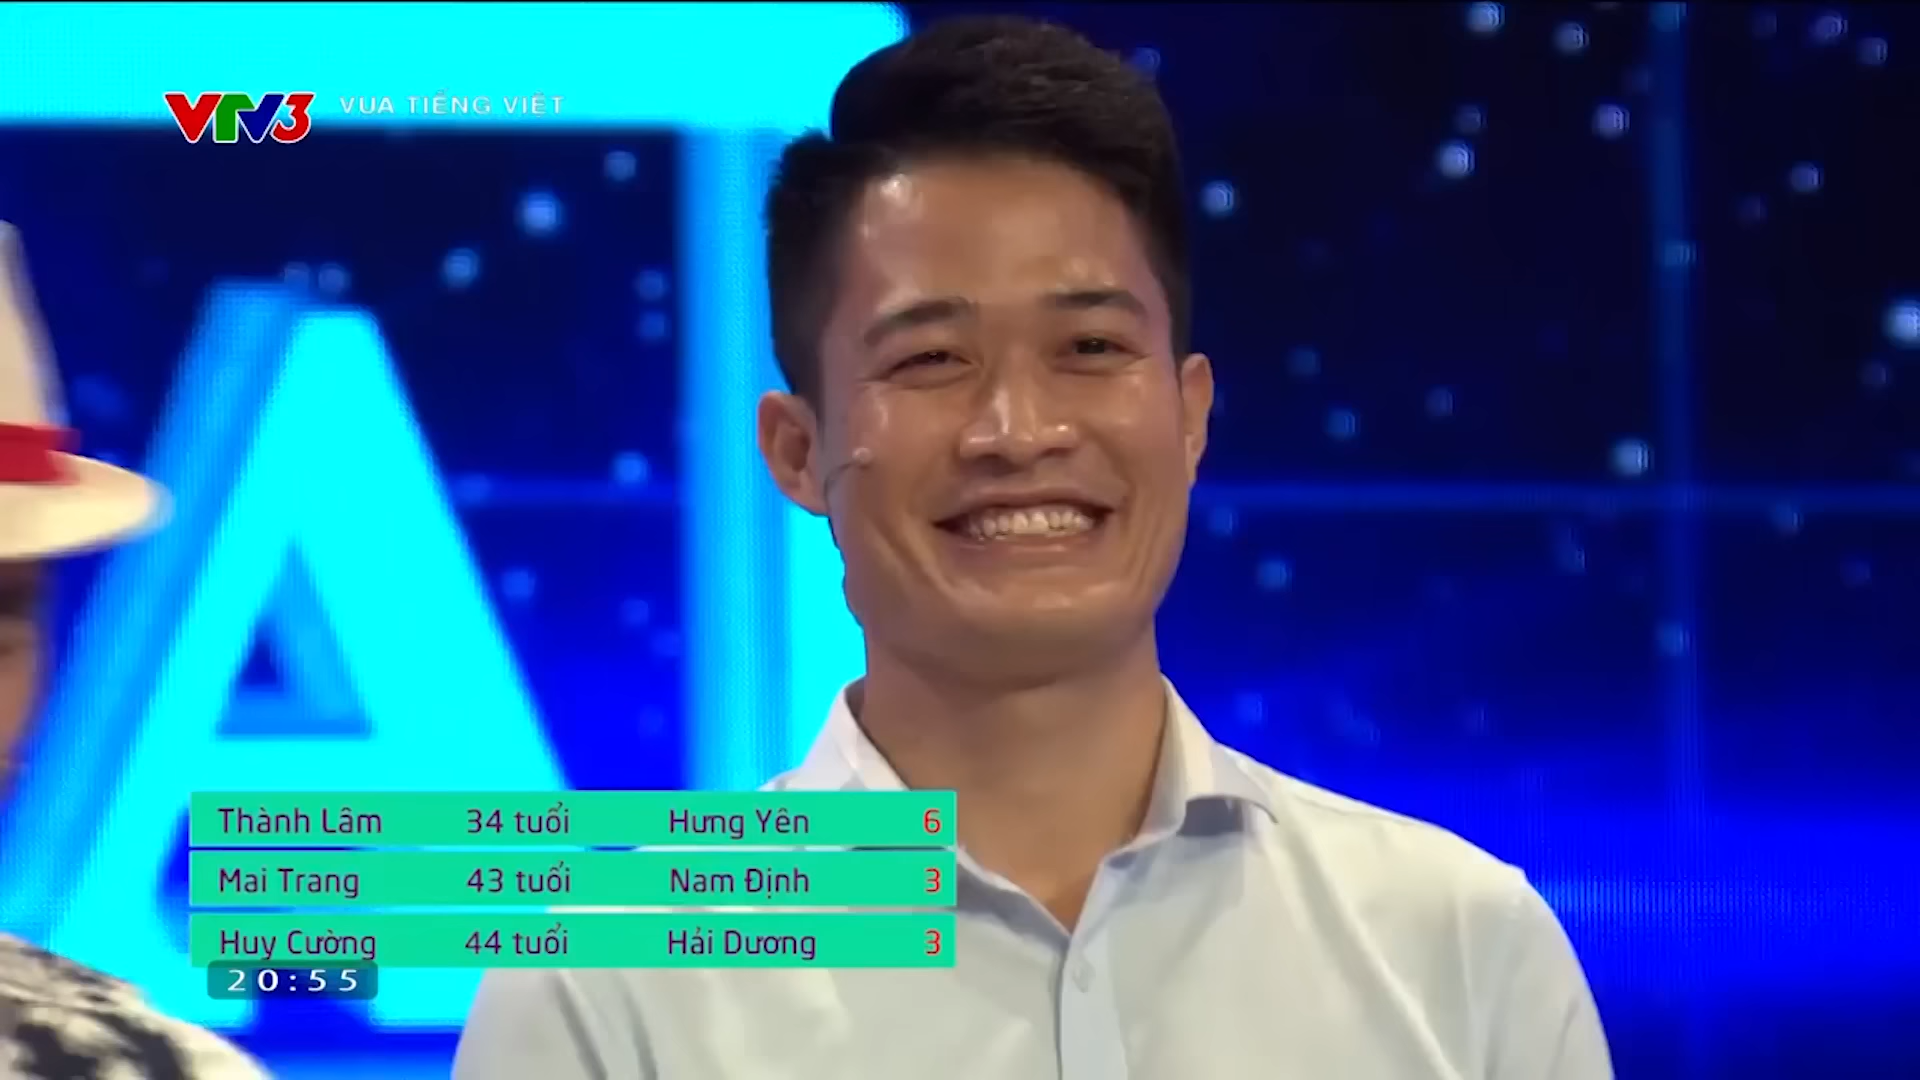 VTV3 VUA TIẾNG VIỆT
Thành Lâm 34 tuổi Hưng Yên 6
Mai Trang 43 tuổi Nam Định 3
Huy Cường 44 tuổi Hải Dương 3
20:55